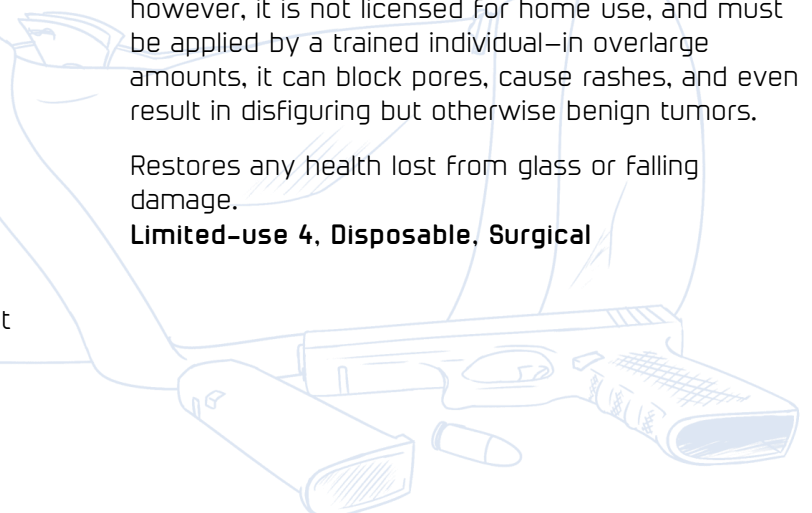 however, it is not licensed for home use, and must
be applied by a trained individual—in overlarge
amounts, it can block pores, cause rashes, and even
result in disfiguring but otherwise benign tumors.
Restores any health lost from glass or falling
damage.
Limited-use 4, Disposable, Surgical
t